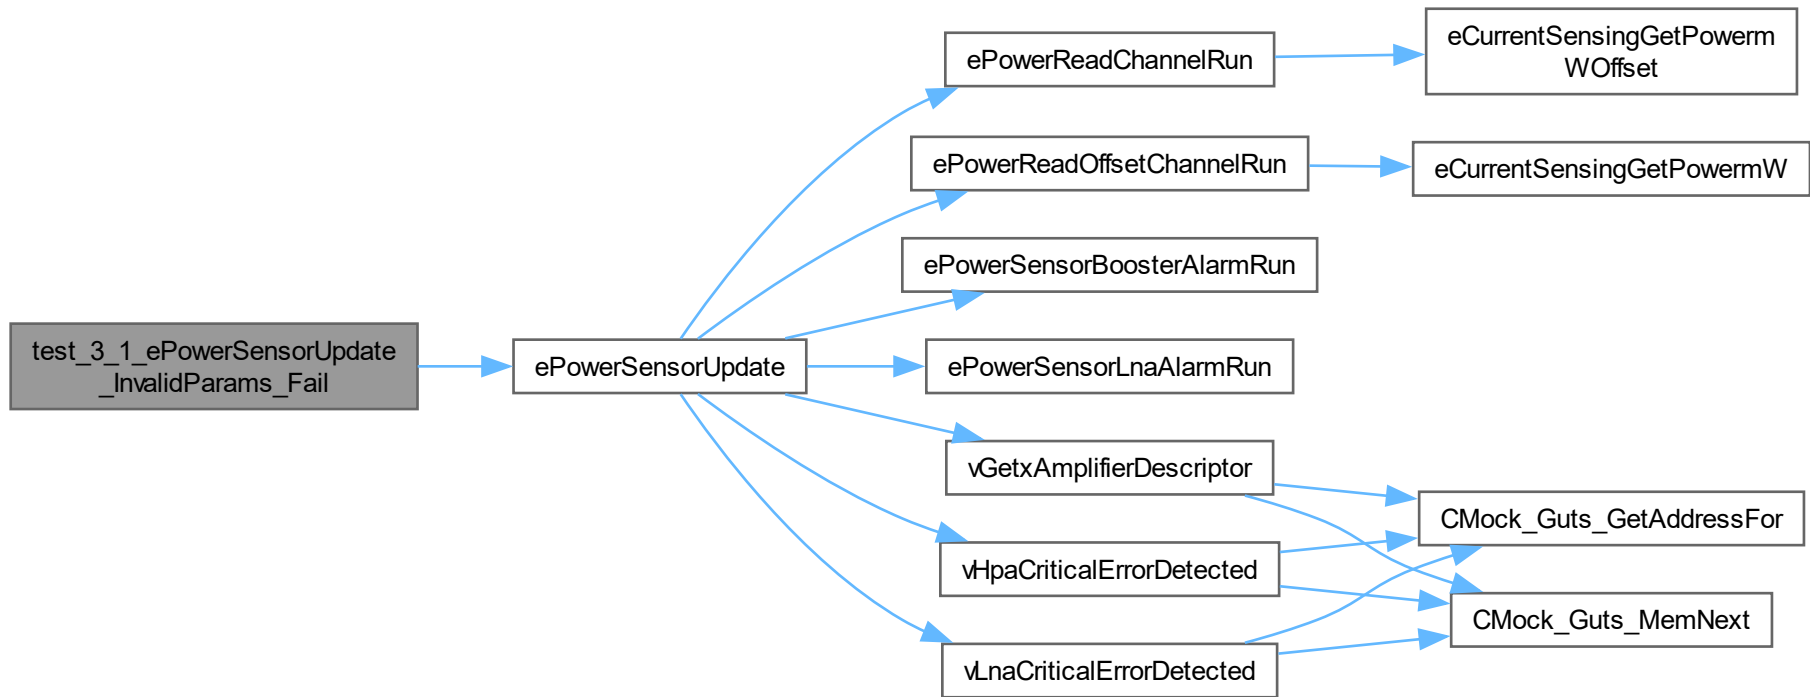 test_3_1_ePowerSensorUpdate
_InvalidParams_Fail
ePowerSensorUpdate
ePowerReadChannelRun
eCurrentSensingGetPowerm
WOffset
ePowerReadOffsetChannelRun
eCurrentSensingGetPowermW
ePowerSensorBoosterAlarmRun
ePowerSensorLnaAlarmRun
vGetxAmplifierDescriptor
vHpaCriticalErrorDetected
vLnaCriticalErrorDetected
CMock_Guts_GetAddressFor
CMock_Guts_MemNext